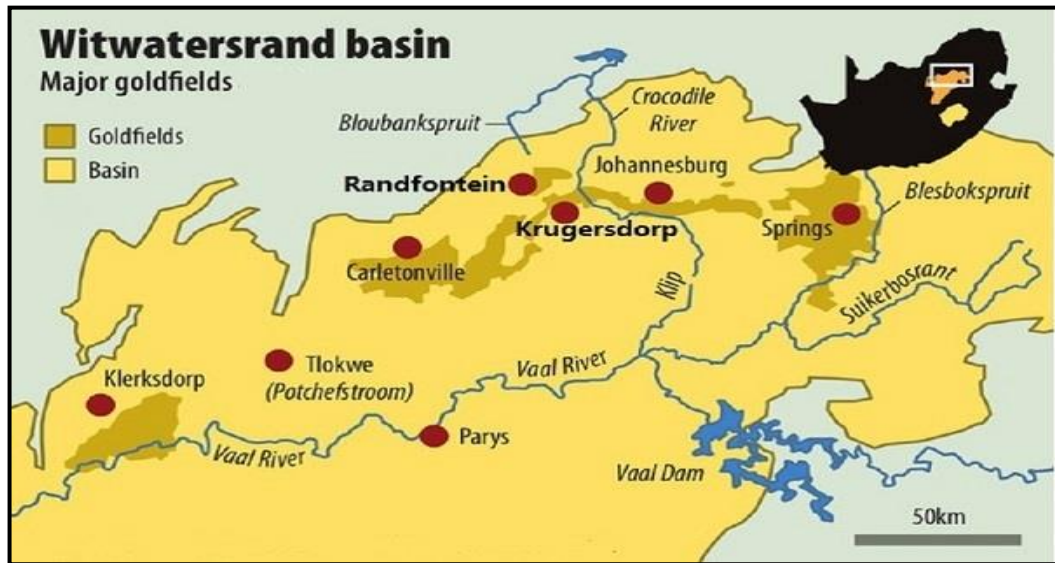 Witwatersrand basin
Major goldfields
Goldfields
Basin
Bloubankspruit
Crocodile
River
Johannesburg
Randfontein
Krugersdorp
Blesbokspruit
Springs
Carletonville
Klip
Suikerbosrant
Tlokwe
(Potchefstroom)
Vaal River
Klerksdorp
Parys
Vaal River
Vaal Dam
50km